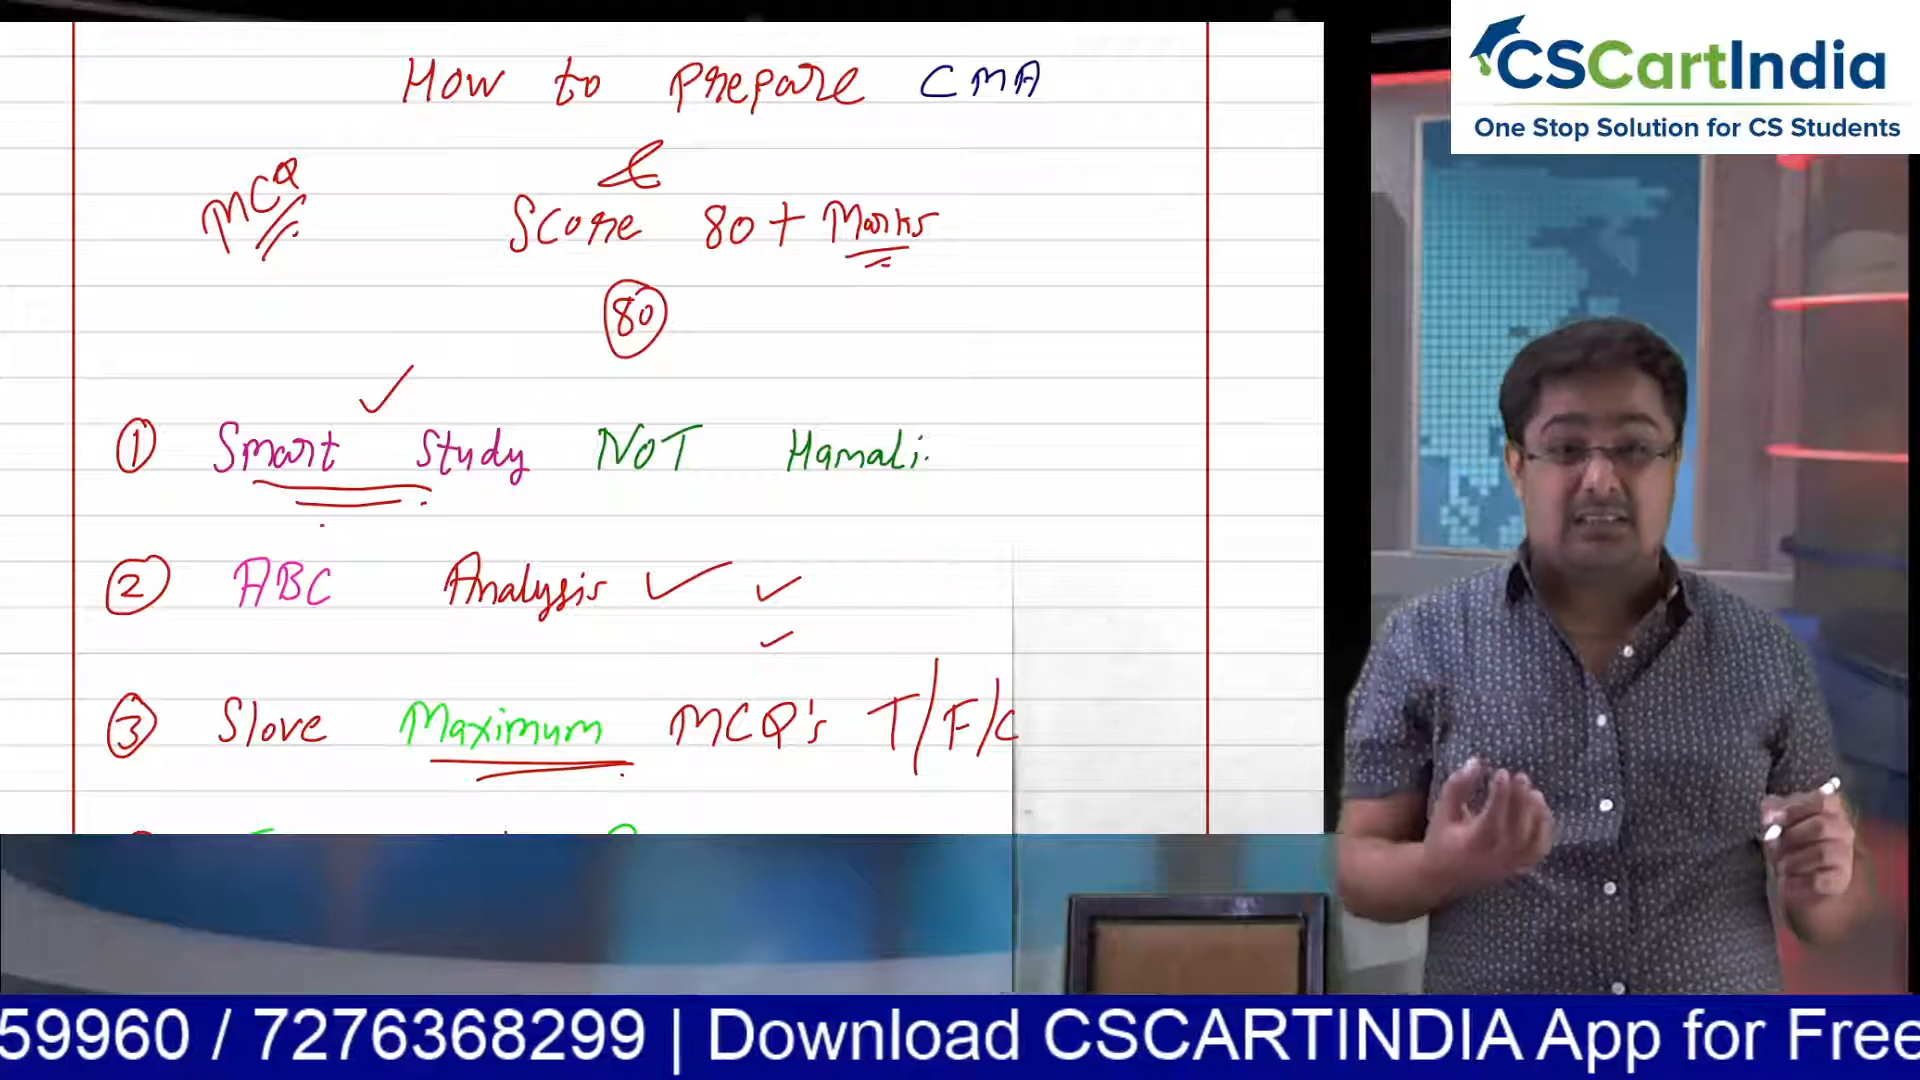 How to prepare CMA
&
MCQ
Score 80+ Marks
80
1 Smart Study NOT Hamali
2 ABC Analysis
3 Slove Maximum MCQ's T/F/C
CSCartIndia
One Stop Solution for CS Students
59960 / 7276368299 | Download CSCARTINDIA App for Free